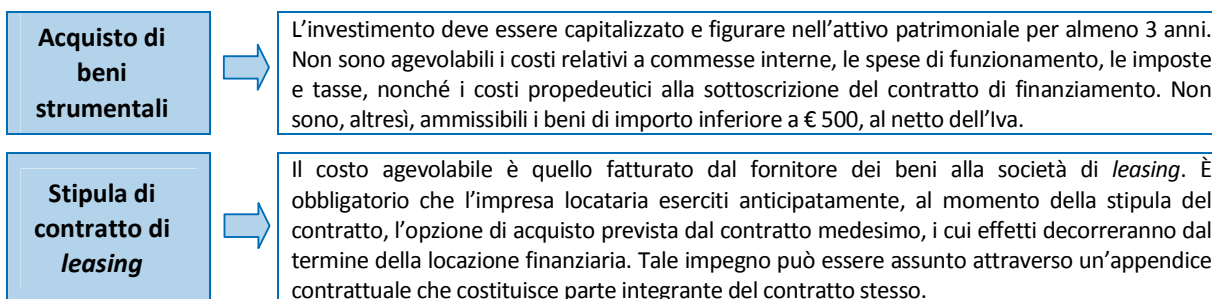 Acquisto di
beni
strumentali
L’investimento deve essere capitalizzato e figurare nell’attivo patrimoniale per almeno 3 anni.
Non sono agevolabili i costi relativi a commesse interne, le spese di funzionamento, le imposte
e tasse, nonché i costi propedeutici alla sottoscrizione del contratto di finanziamento. Non
sono, altresì, ammissibili i beni di importo inferiore a € 500, al netto dell’Iva.
Stipula di
contratto di
leasing
Il costo agevolabile è quello fatturato dal fornitore dei beni alla società di leasing. È
obbligatorio che l’impresa locataria eserciti anticipatamente, al momento della stipula del
contratto, l’opzione di acquisto prevista dal contratto medesimo, i cui effetti decorreranno dal
termine della locazione finanziaria. Tale impegno può essere assunto attraverso un’appendice
contrattuale che costituisce parte integrante del contratto stesso.